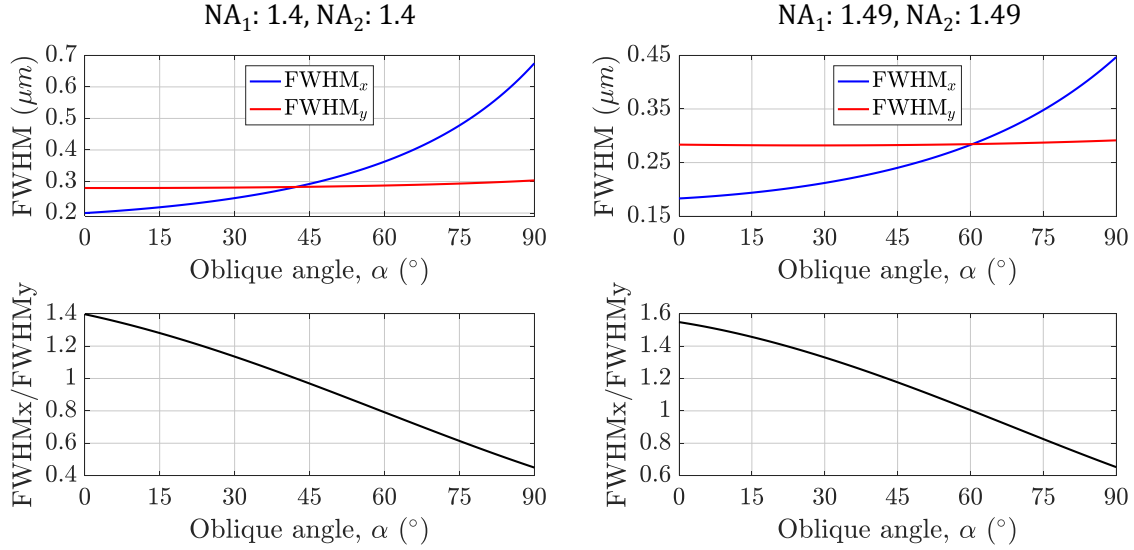 NA₁: 1.4, NA₂: 1.4
0.7
0.6
0.5
0.4
0.3
0.2
FWHM (μm)
FWHMₓ
FWHM_y
0 15 30 45 60 75 90
Oblique angle, α (°)
NA₁: 1.49, NA₂: 1.49
0.45
0.35
0.25
0.15
FWHM (μm)
FWHMₓ
FWHM_y
0 15 30 45 60 75 90
Oblique angle, α (°)
1.4
1.2
1
0.8
0.6
0.4
FWHMx/FWHMy
0 15 30 45 60 75 90
Oblique angle, α (°)
1.6
1.4
1.2
1
0.8
0.6
FWHMx/FWHMy
0 15 30 45 60 75 90
Oblique angle, α (°)